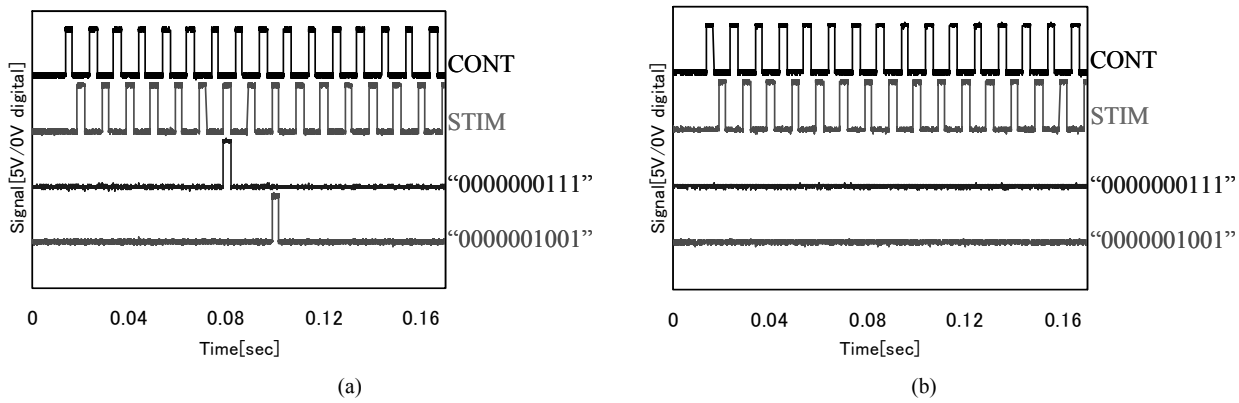 Signal[5V/0V digital]
CONT
STIM
“0000000111”
“0000001001”
0 0.04 0.08 0.12 0.16
Time[sec]
(a)
Signal[5V/0V digital]
CONT
STIM
“0000000111”
“0000001001”
0 0.04 0.08 0.12 0.16
Time[sec]
(b)